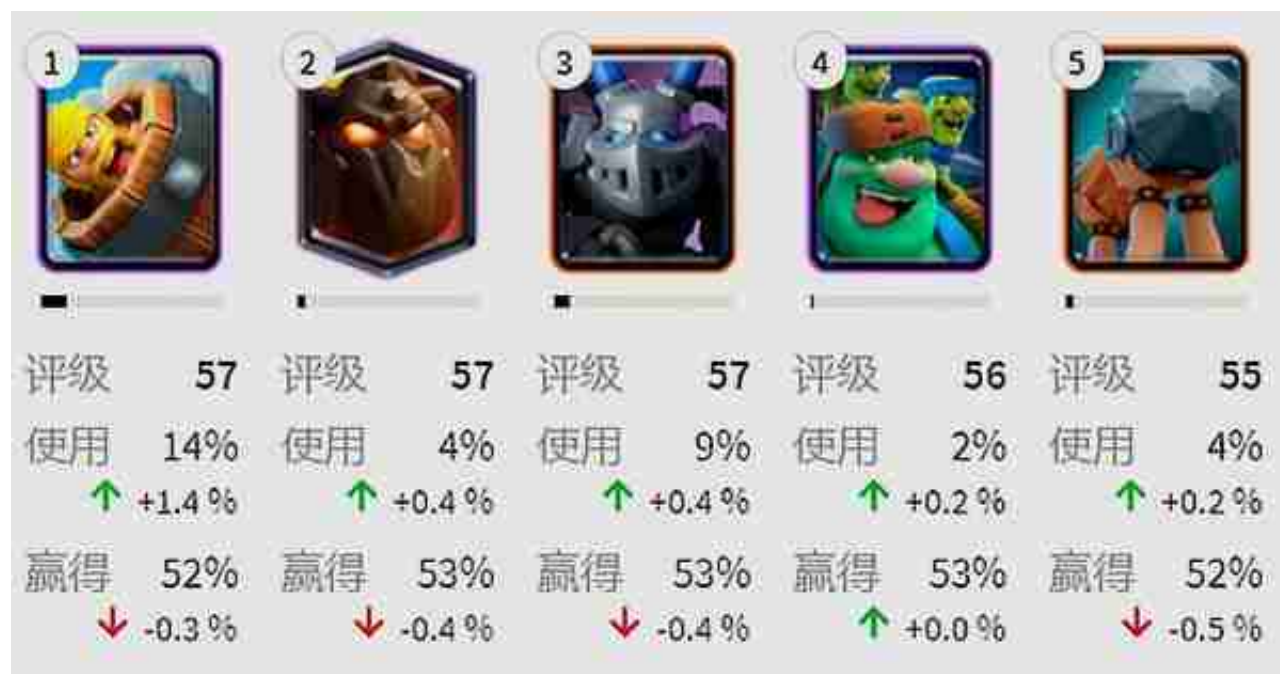 1 2 3 4 5
评级 57 评级 57 评级 57 评级 56 评级 55
使用 14% 使用 4% 使用 9% 使用 2% 使用 4%
+1.4 % +0.4 % +0.4 % +0.2 % +0.2 %
赢得 52% 赢得 53% 赢得 53% 赢得 53% 赢得 52%
-0.3 % -0.4 % -0.4 % +0.0 % -0.5 %